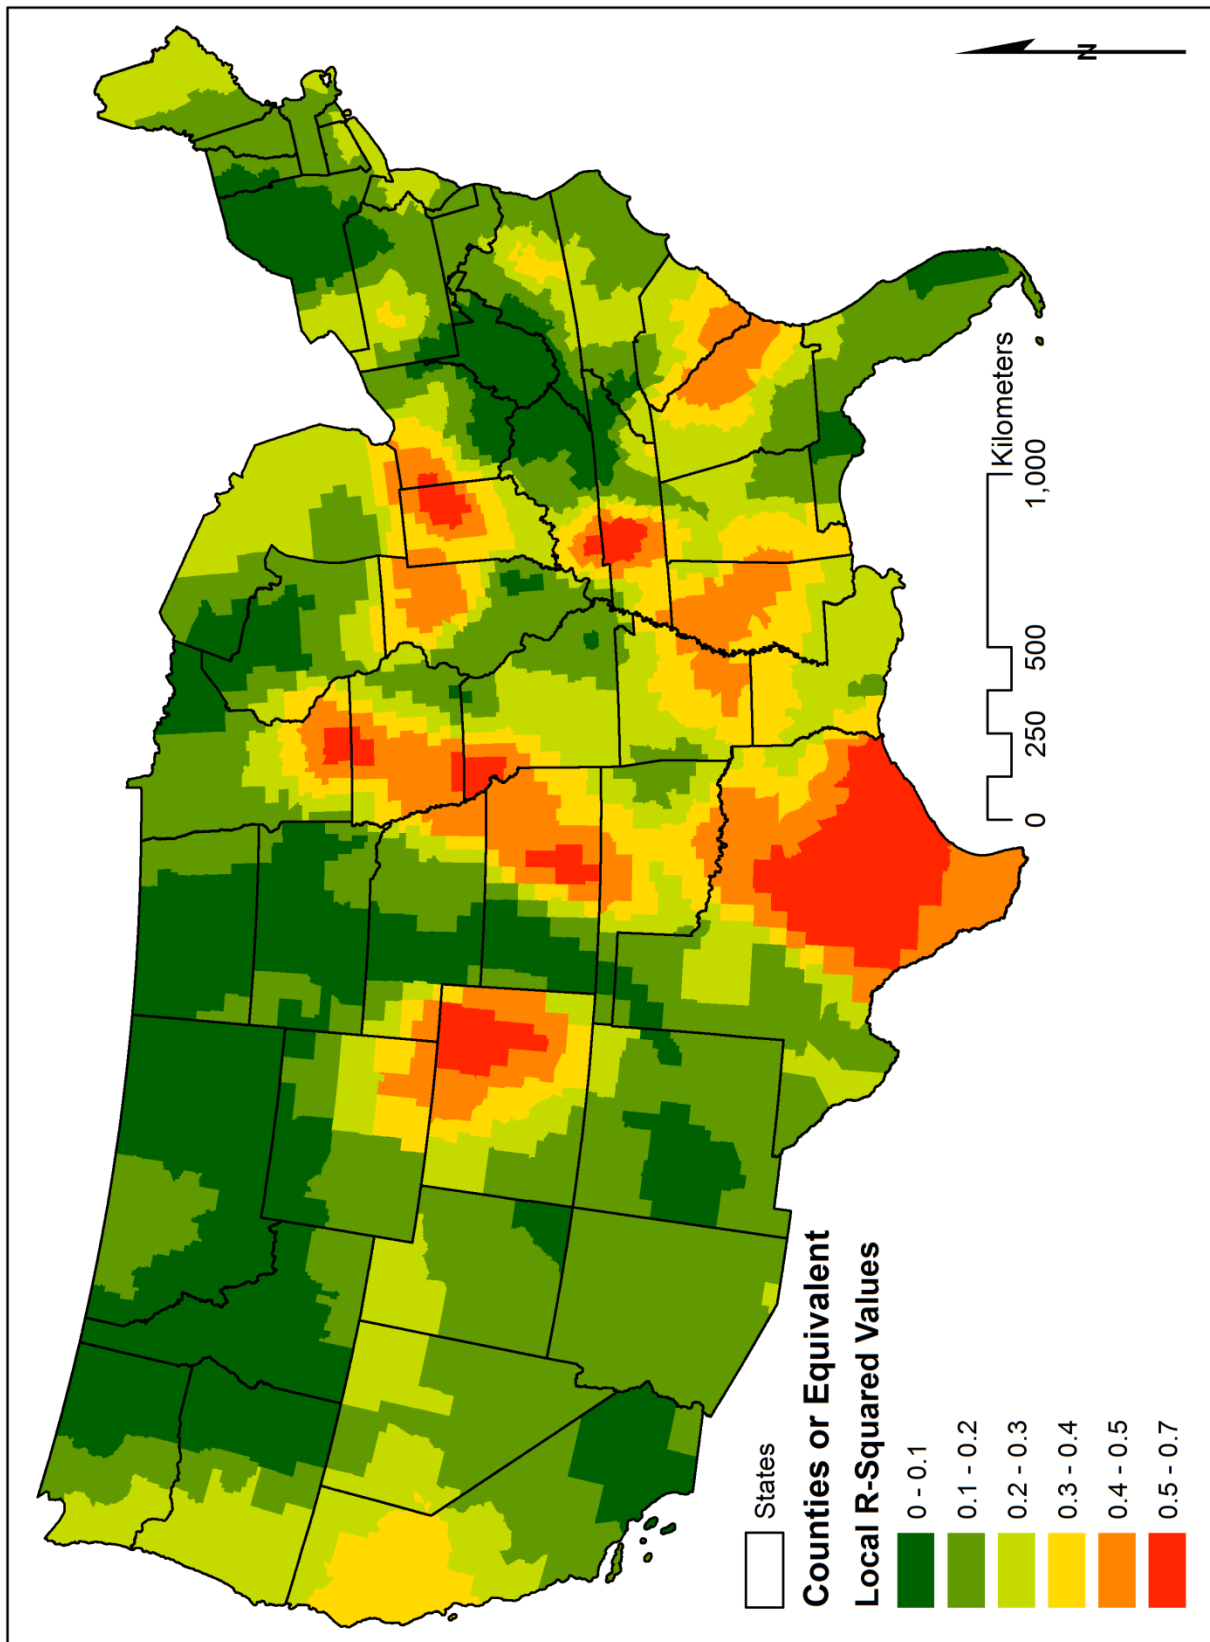 States
Counties or Equivalent
Local R-Squared Values
0 - 0.1
0.1 - 0.2
0.2 - 0.3
0.3 - 0.4
0.4 - 0.5
0.5 - 0.7
0 250 500 1,000
Kilometers
N